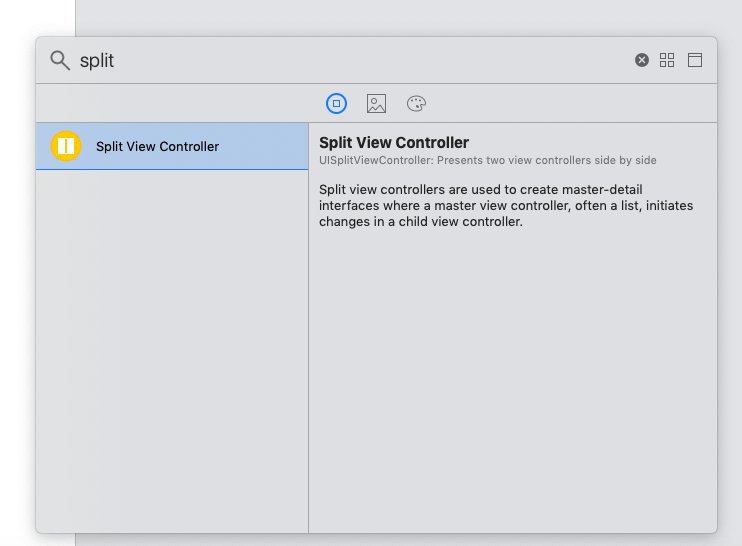 split
Split View Controller
Split View Controller
UISplitViewController: Presents two view controllers side by side
Split view controllers are used to create master-detail
interfaces where a master view controller, often a list, initiates
changes in a child view controller.